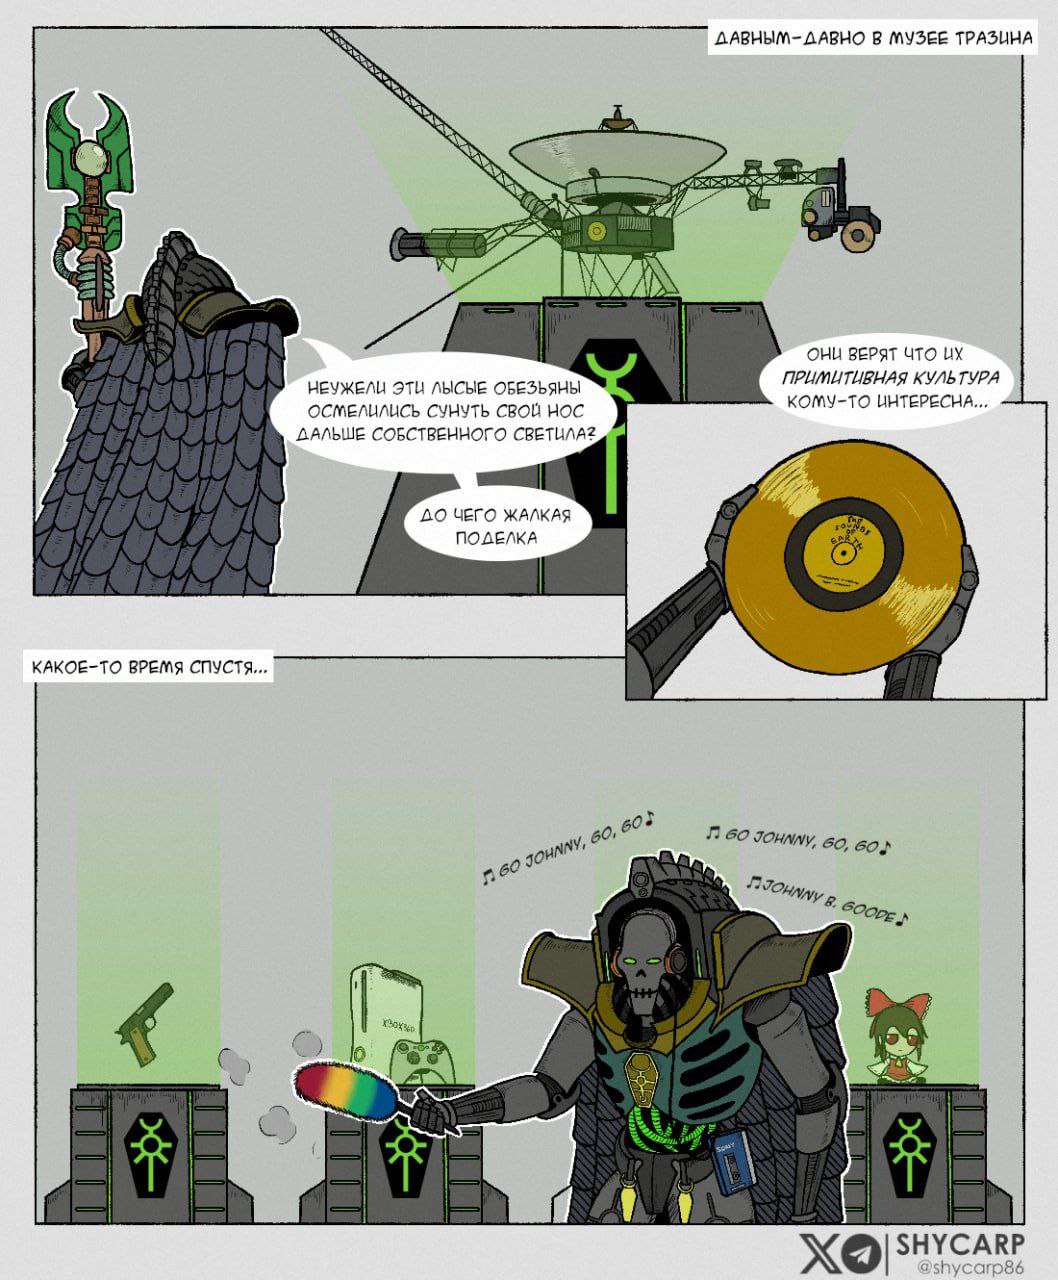 ДАВНЫМ-ДАВНО В МУЗЕЕ ТРАЗИНА
НЕУЖЕЛИ ЭТИ ЛЫСЫЕ ОБЕЗЬЯНЫ
ОСМЕЛИЛИСЬ СУНУТЬ СВОЙ НОС
ДАЛЬШЕ СОБСТВЕННОГО СВЕТИЛА?
ДО ЧЕГО ЖАЛКАЯ
ПОДЕЛКА
ОНИ ВЕРЯТ ЧТО ИХ
ПРИМИТИВНАЯ КУЛЬТУРА
КОМУ-ТО ИНТЕРЕСНА...
THE
SOUNDS
OF
EARTH
КАКОЕ-ТО ВРЕМЯ СПУСТЯ...
♫ GO JOHNNY, GO, GO♪
♫ GO JOHNNY, GO, GO♪
♫JOHNNY B. GOODE♪
XBOX360
SONY
SHYCARP
@shycarp86